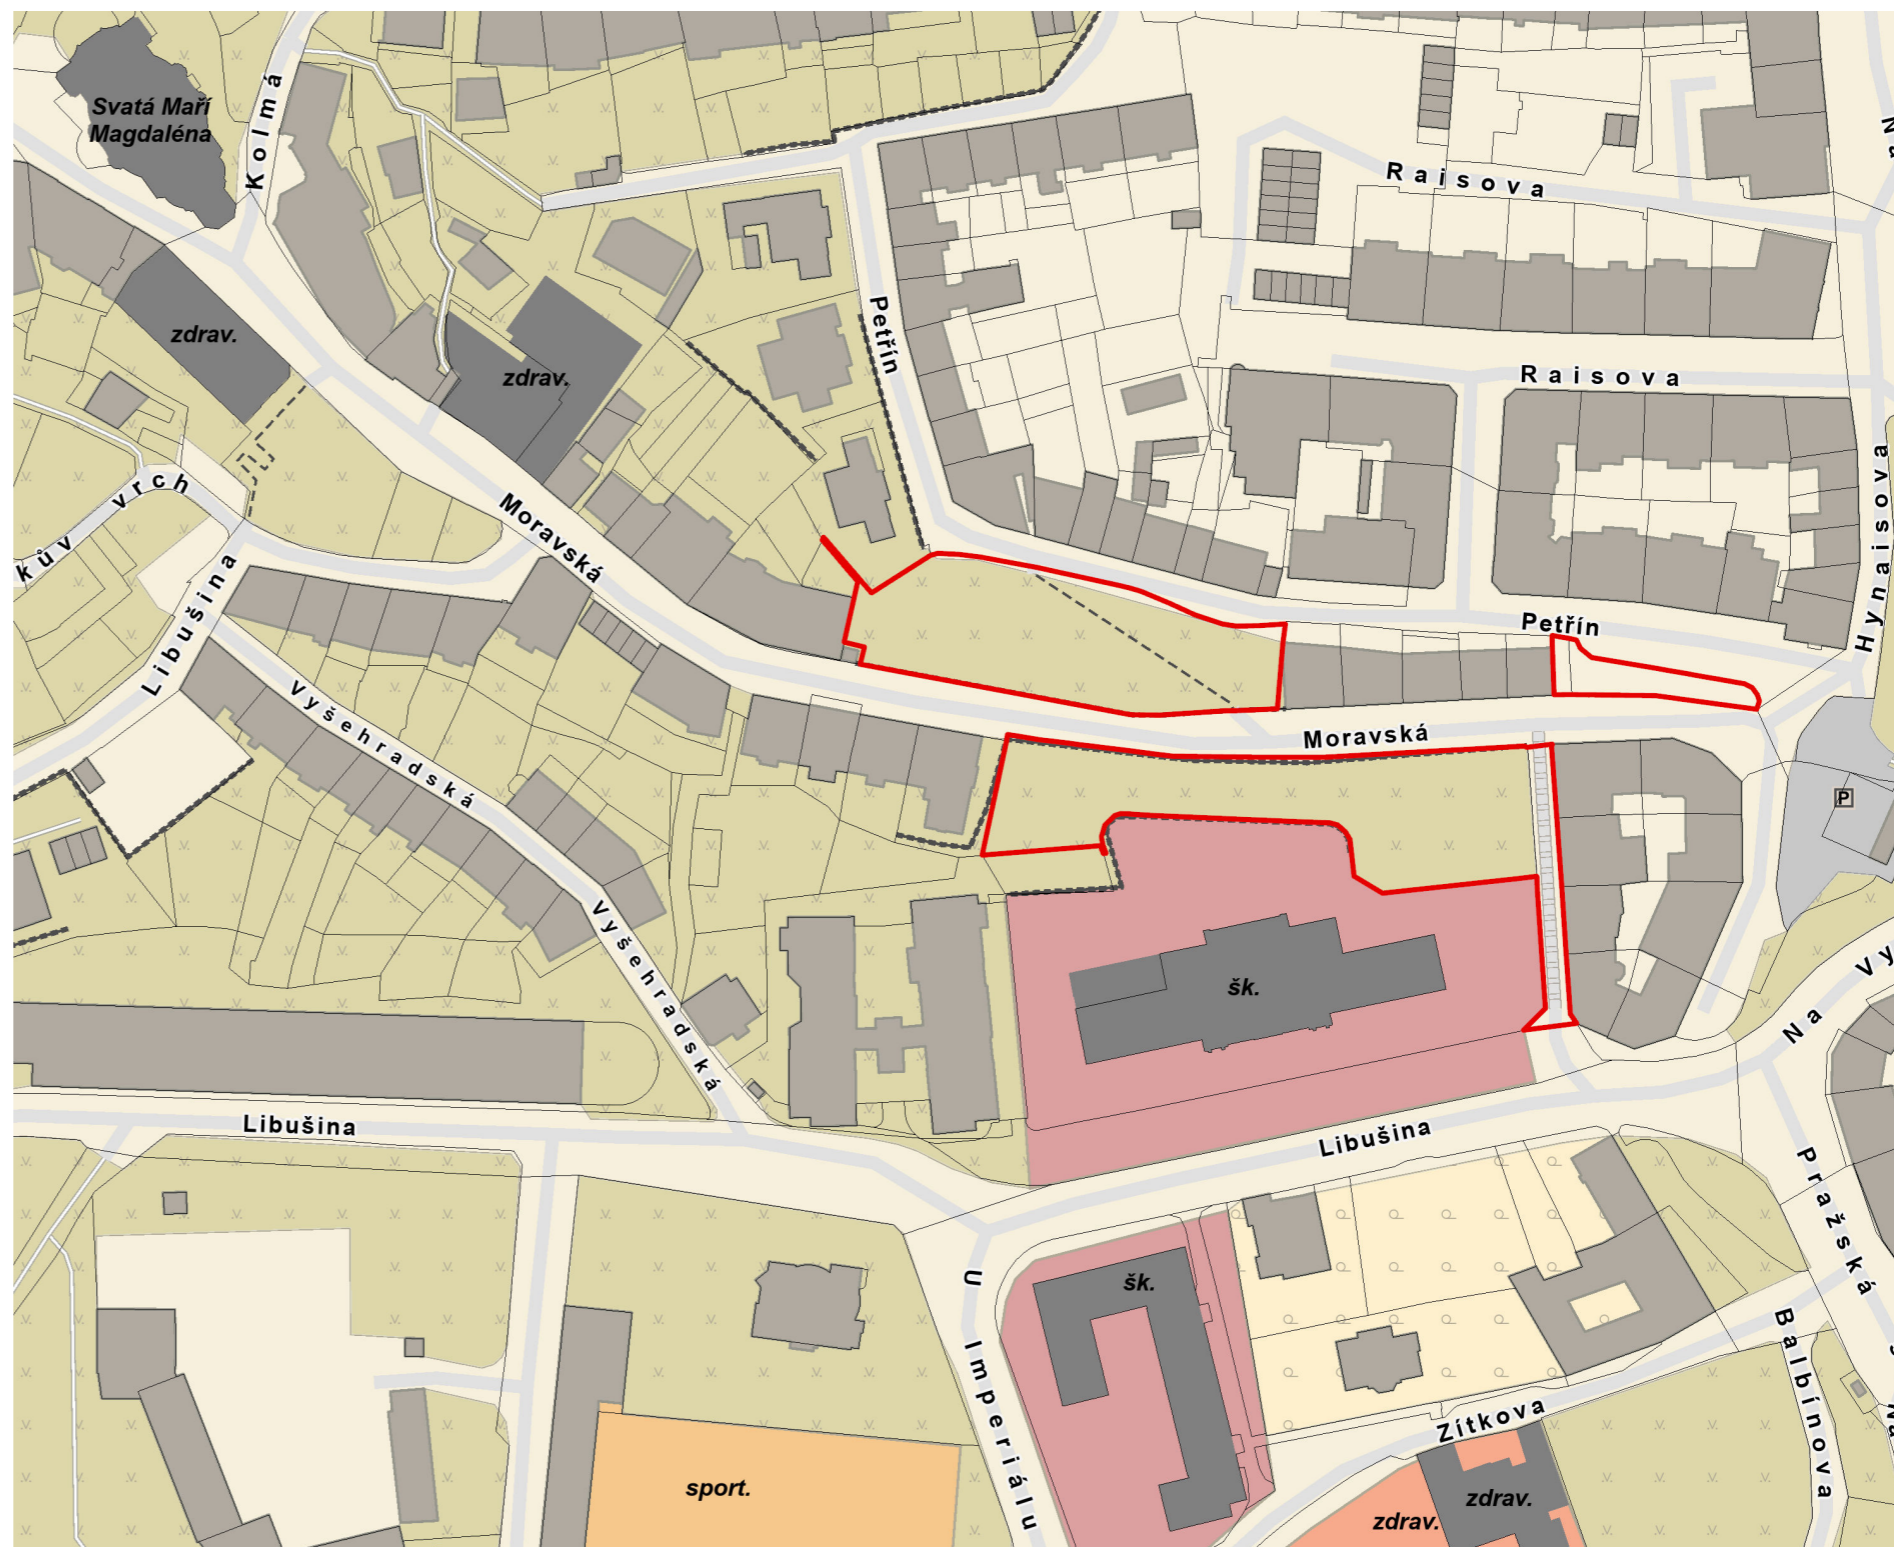 Svatá Maří
Magdaléna
Kolmá
Raisova
zdrav.
Petřín
zdrav.
Raisova
kův vrch
Moravská
Hynaisova
Libušina
Petřín
Vyšehradská
Moravská
P
Vyšehradská
šk.
Na Vy
Libušina
Libušina
Pražská
U Imperiálu
šk.
Balbínova
Zítkova
sport.
zdrav.
zdrav.